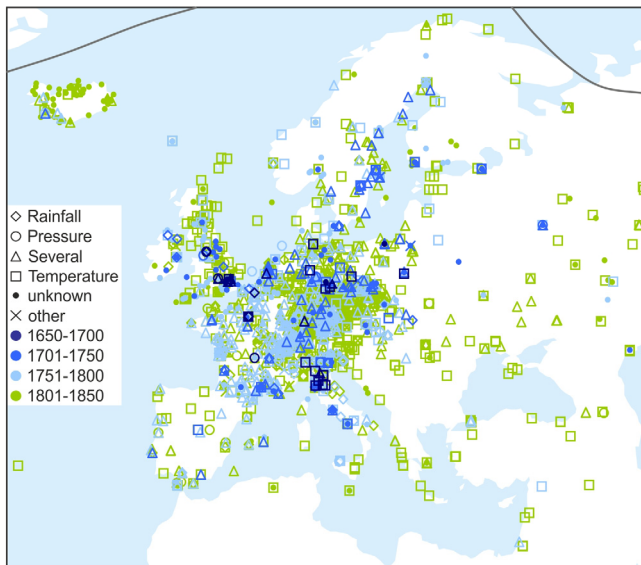 Rainfall
Pressure
Several
Temperature
unknown
other
1650-1700
1701-1750
1751-1800
1801-1850